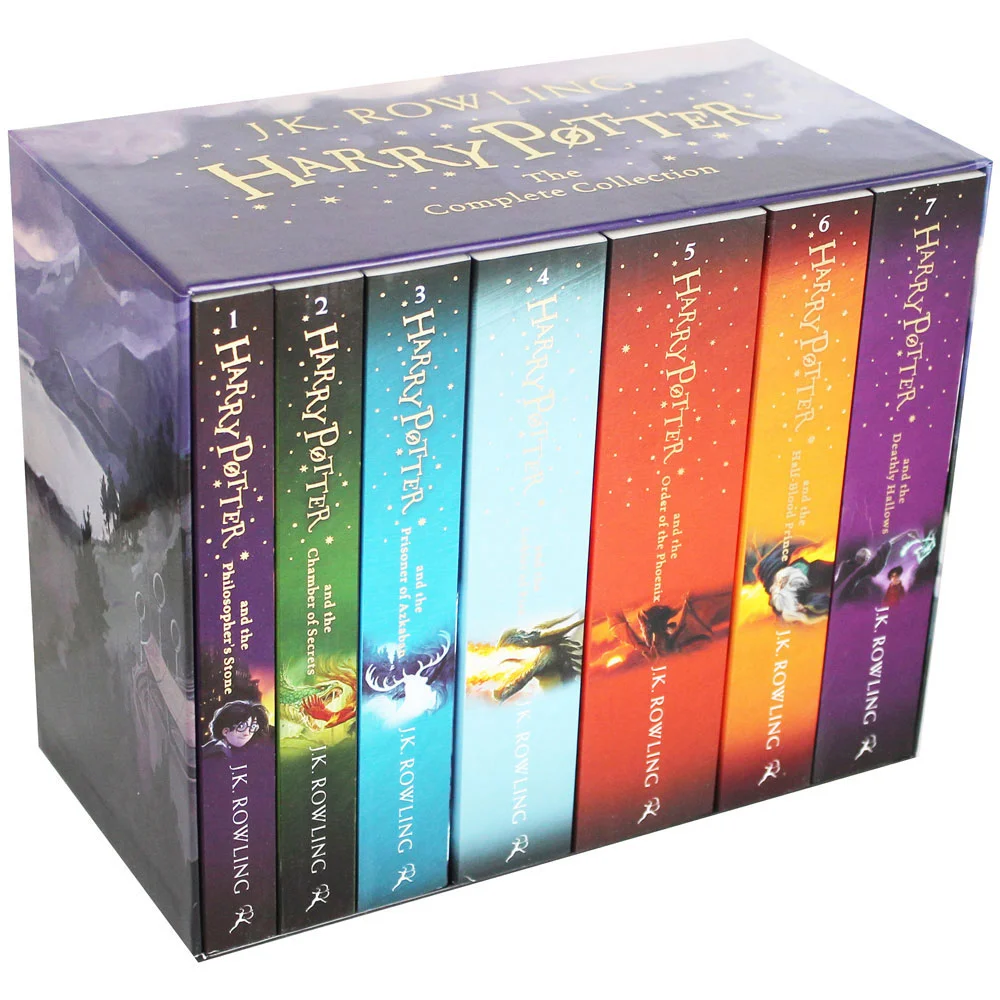 J.K. ROWLING
HARRY POTTER
The
Complete Collection
1
HARRY POTTER
and the
Philosopher's Stone
J.K. ROWLING
2
HARRY POTTER
and the
Chamber of Secrets
J.K. ROWLING
3
HARRY POTTER
and the
Prisoner of Azkaban
J.K. ROWLING
4
HARRY POTTER
J.K. ROWLING
5
HARRY POTTER
and the
Order of the Phoenix
J.K. ROWLING
6
HARRY POTTER
and the
Half-Blood Prince
J.K. ROWLING
7
HARRY POTTER
and the
Deathly Hallows
J.K. ROWLING